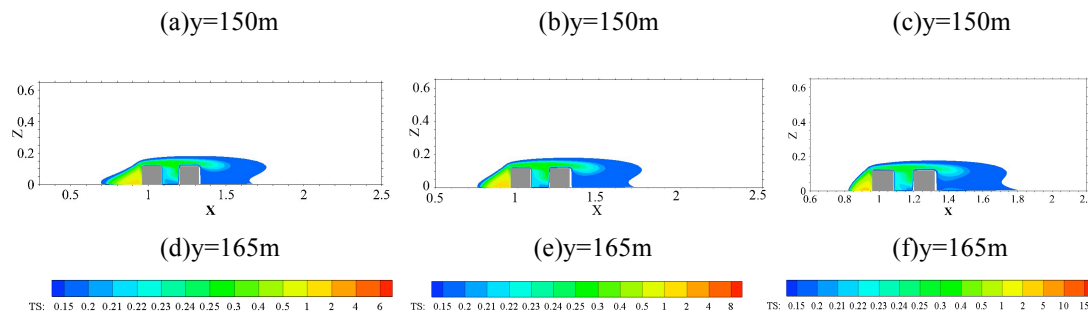 (a)y=150m (b)y=150m (c)y=150m
0.6 0.6 0.6
0.4 0.4 0.4
Z Z Z
0.2 0.2 0.2
0 0 0
0.5 1 1.5 2 2.5 0.5 1 1.5 2 2.5 0.6 0.8 1 1.2 1.4 1.6 1.8 2
X X X
(d)y=165m (e)y=165m (f)y=165m
TS: 0.15 0.2 0.21 0.22 0.23 0.24 0.25 0.3 0.4 0.5 1 2 4 6 TS: 0.15 0.2 0.21 0.22 0.23 0.24 0.25 0.3 0.4 0.5 1 2 4 8 TS: 0.15 0.2 0.21 0.22 0.23 0.24 0.25 0.3 0.4 0.5 1 2 5 10 15